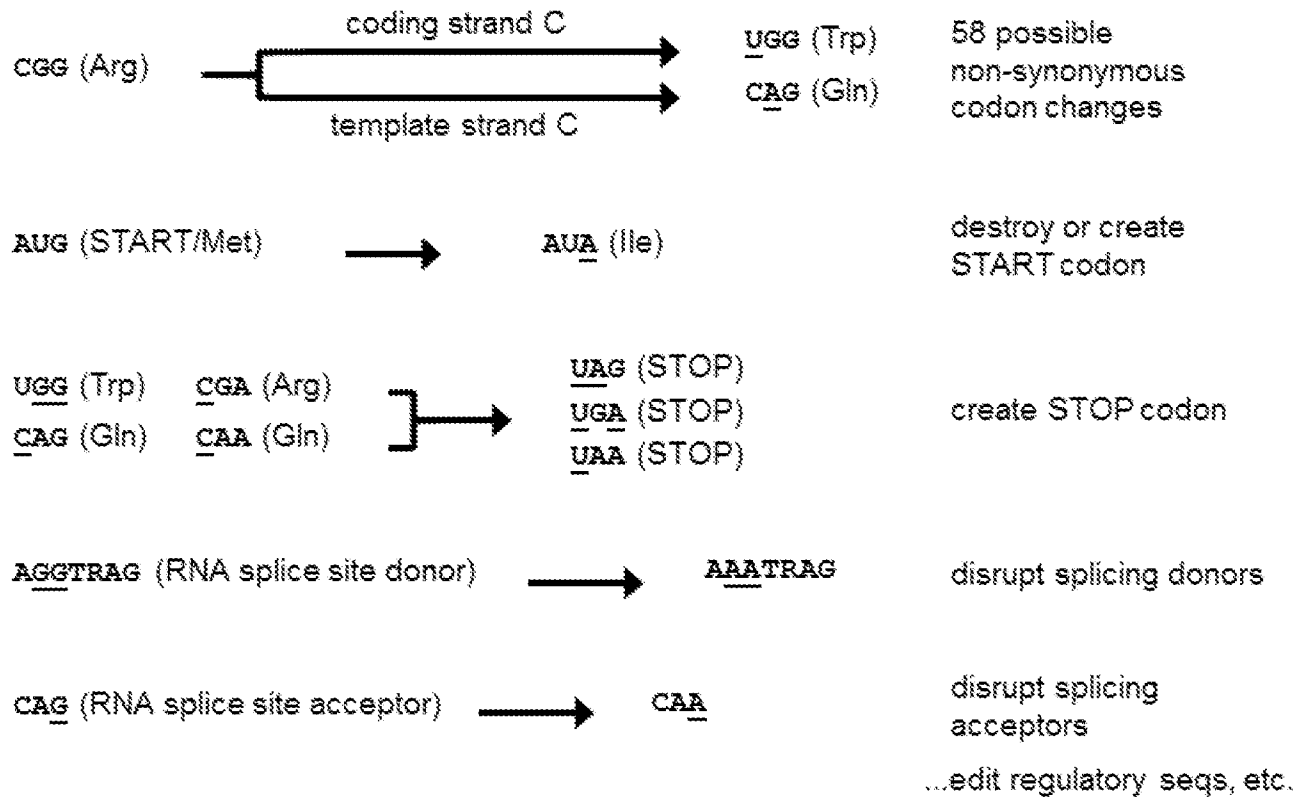 coding strand C
CGG (Arg)
UGG (Trp)
CAG (Gln)
template strand C
58 possible
non-synonymous
codon changes
AUG (START/Met)
AUA (Ile)
destroy or create
START codon
UGG (Trp) CGA (Arg)
CAG (Gln) CAA (Gln)
UAG (STOP)
UGA (STOP)
UAA (STOP)
create STOP codon
AGGTRAG (RNA splice site donor)
AAATRAG
disrupt splicing donors
CAG (RNA splice site acceptor)
CAA
disrupt splicing
acceptors
...edit regulatory seqs, etc.